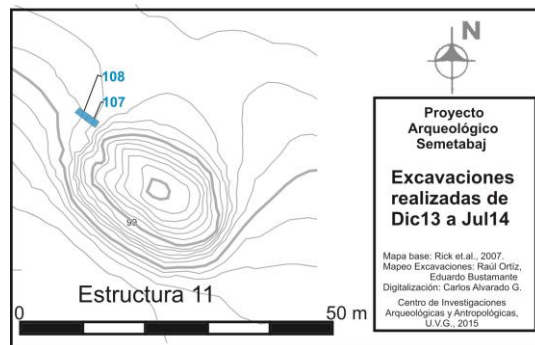 108
107
N
99
Estructura 11
0
50 m
Proyecto
Arqueológico
Semetabaj
Excavaciones
realizadas de
Dic13 a Jul14
Mapa base: Rick et.al., 2007.
Mapeo Excavaciones: Raúl Ortíz,
Eduardo Bustamante
Digitalización: Carlos Alvarado G.
Centro de Investigaciones
Arqueológicas y Antropológicas,
U.V.G., 2015